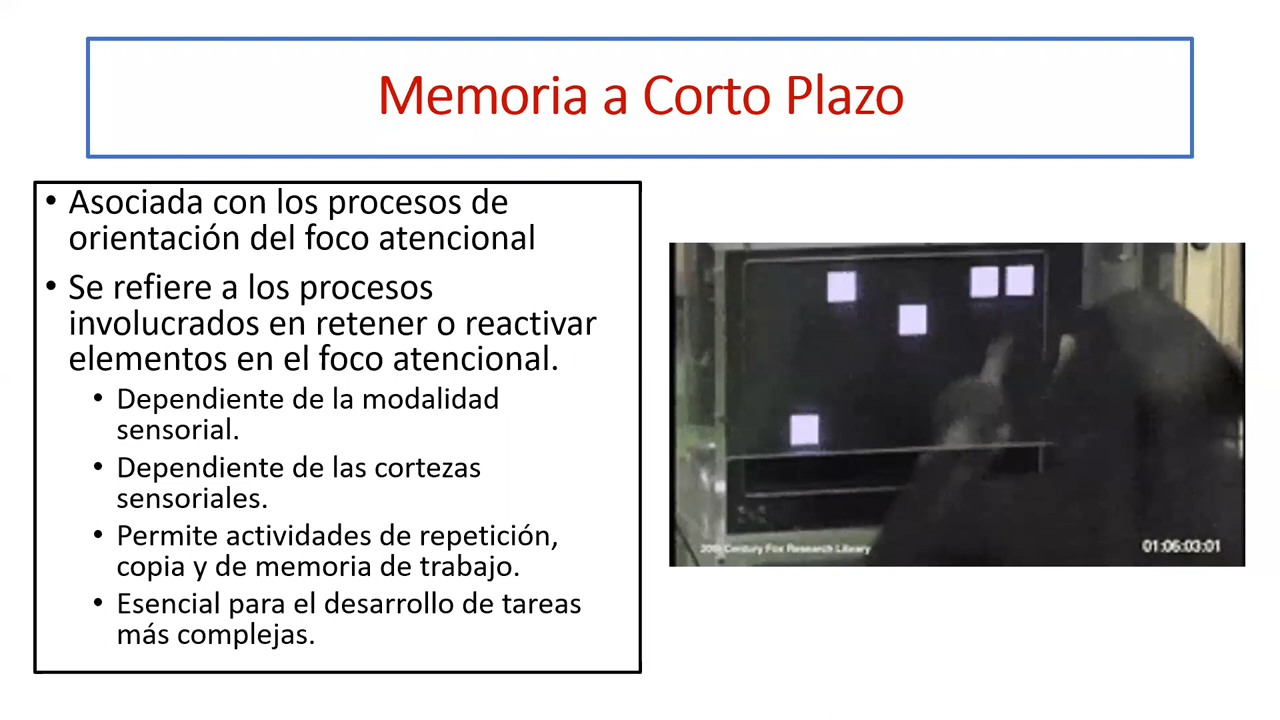 Memoria a Corto Plazo
• Asociada con los procesos de
orientación del foco atencional
• Se refiere a los procesos
involucrados en retener o reactivar
elementos en el foco atencional.
• Dependiente de la modalidad
sensorial.
• Dependiente de las cortezas
sensoriales.
• Permite actividades de repetición,
copia y de memoria de trabajo.
• Esencial para el desarrollo de tareas
más complejas.
20th Century Fox Research Library
01:06:03:01